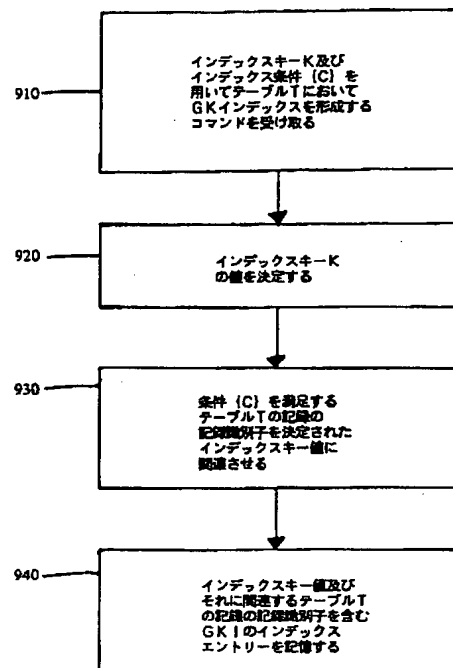 910
インデックスキーK及び
インデックス条件{C}を
用いてテーブルTにおいて
GKインデックスを形成する
コマンドを受け取る
920
インデックスキーK
の値を決定する
930
条件{C}を満足する
テーブルTの記録の
記録識別子を決定された
インデックスキー値に
関連させる
940
インデックスキー値及び
それに関連するテーブルT
の記録の記録識別子を含む
GKIのインデックス
エントリーを記憶する